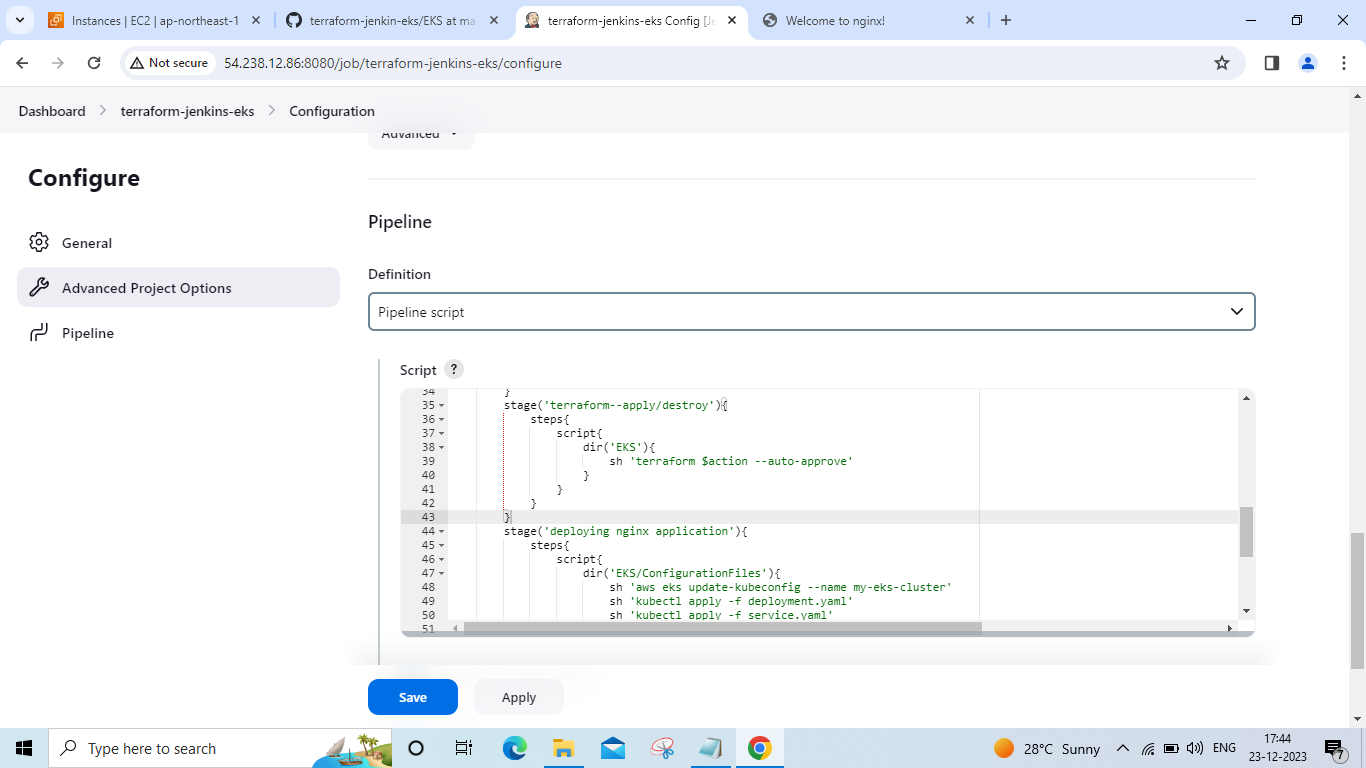 Instances | EC2 | ap-northeast-1
terraform-jenkin-eks/EKS at ma
terraform-jenkins-eks Config [Je
Welcome to nginx!
Not secure
54.238.12.86:8080/job/terraform-jenkins-eks/configure
Dashboard
terraform-jenkins-eks
Configuration
Advanced
Configure
General
Advanced Project Options
Pipeline
Pipeline
Definition
Pipeline script
Script ?
34 }
35 stage('terraform--apply/destroy'){
36 steps{
37 script{
38 dir('EKS'){
39 sh 'terraform $action --auto-approve'
40 }
41 }
42 }
43 }
44 stage('deploying nginx application'){
45 steps{
46 script{
47 dir('EKS/ConfigurationFiles'){
48 sh 'aws eks update-kubeconfig --name my-eks-cluster'
49 sh 'kubectl apply -f deployment.yaml'
50 sh 'kubectl apply -f service.yaml'
51
Save
Apply
Type here to search
28°C Sunny
ENG
17:44
23-12-2023
7